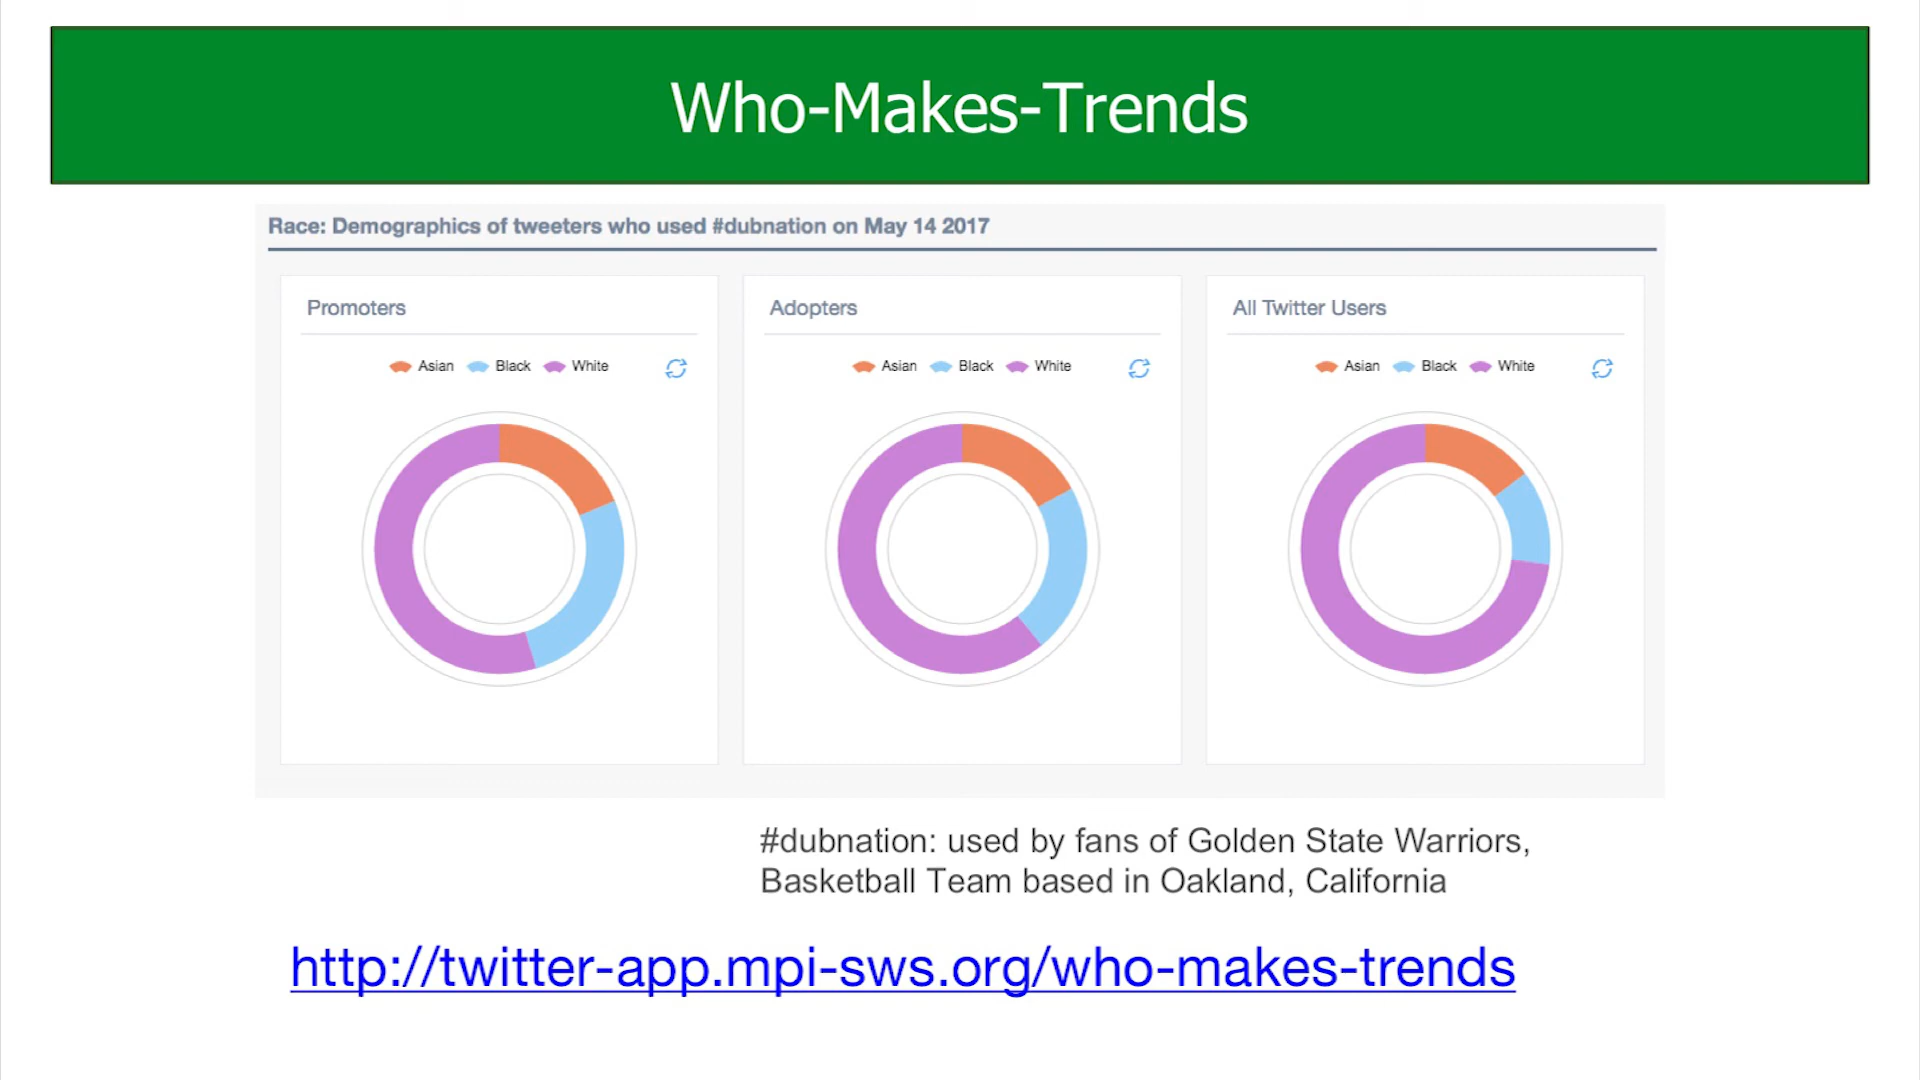 Who-Makes-Trends
Race: Demographics of tweeters who used #dubnation on May 14 2017
Promoters
Asian Black White
Adopters
Asian Black White
All Twitter Users
Asian Black White
#dubnation: used by fans of Golden State Warriors,
Basketball Team based in Oakland, California
http://twitter-app.mpi-sws.org/who-makes-trends